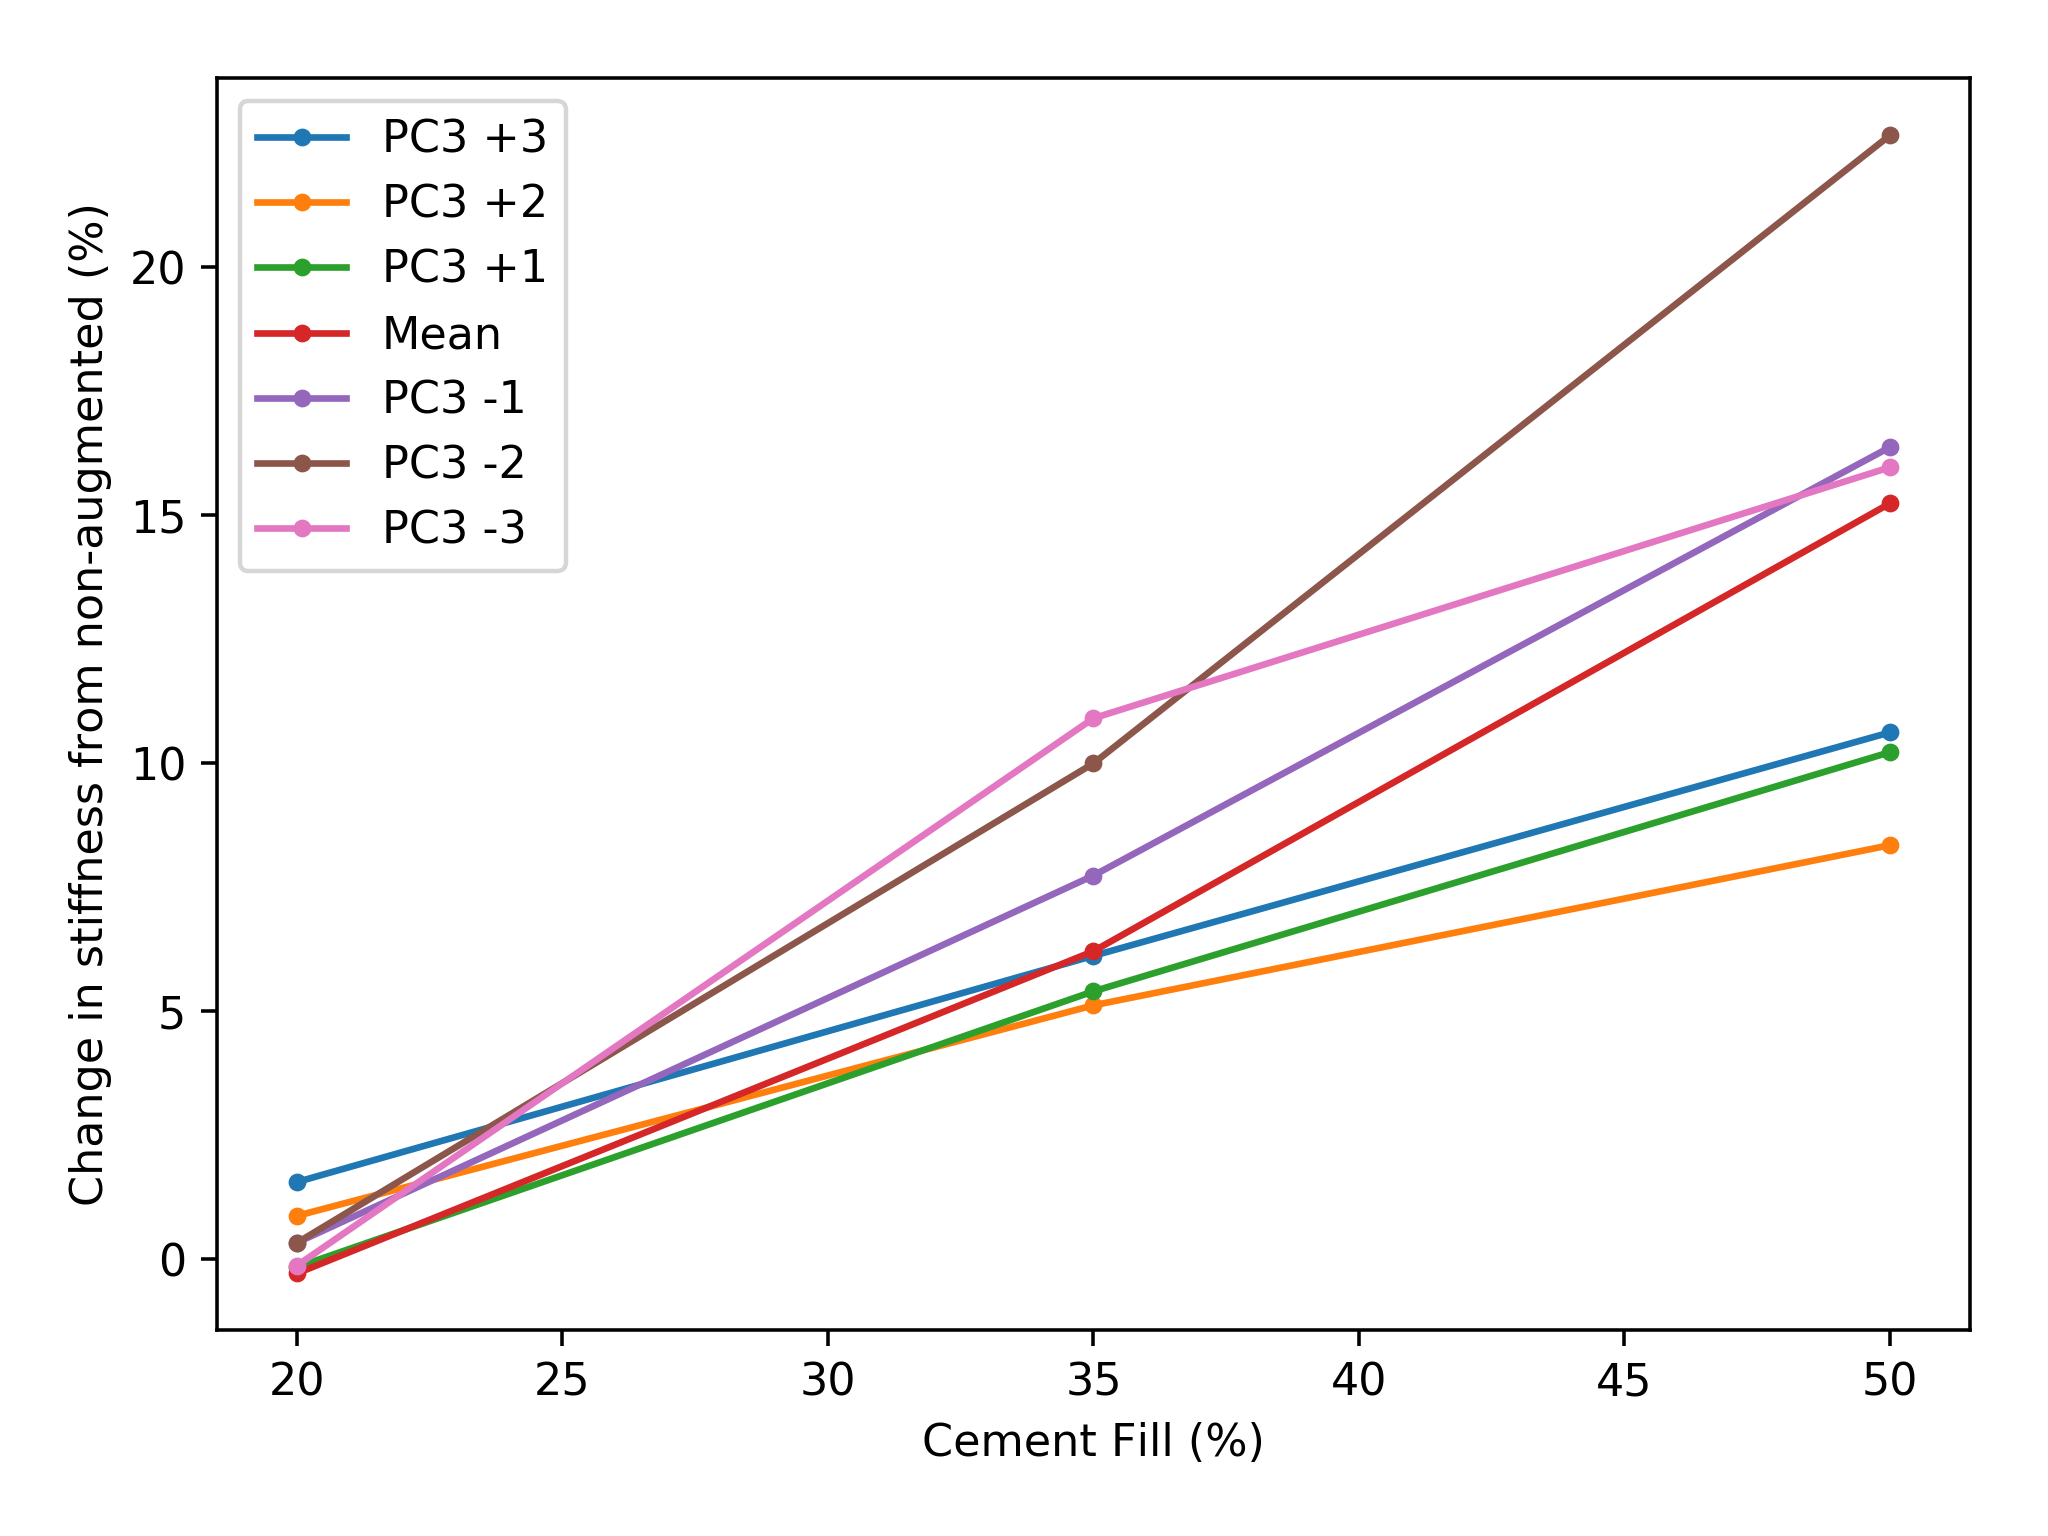 PC3 +3
PC3 +2
PC3 +1
Mean
PC3 -1
PC3 -2
PC3 -3
Change in stiffness from non-augmented (%)
20
15
10
5
0
20 25 30 35 40 45 50
Cement Fill (%)